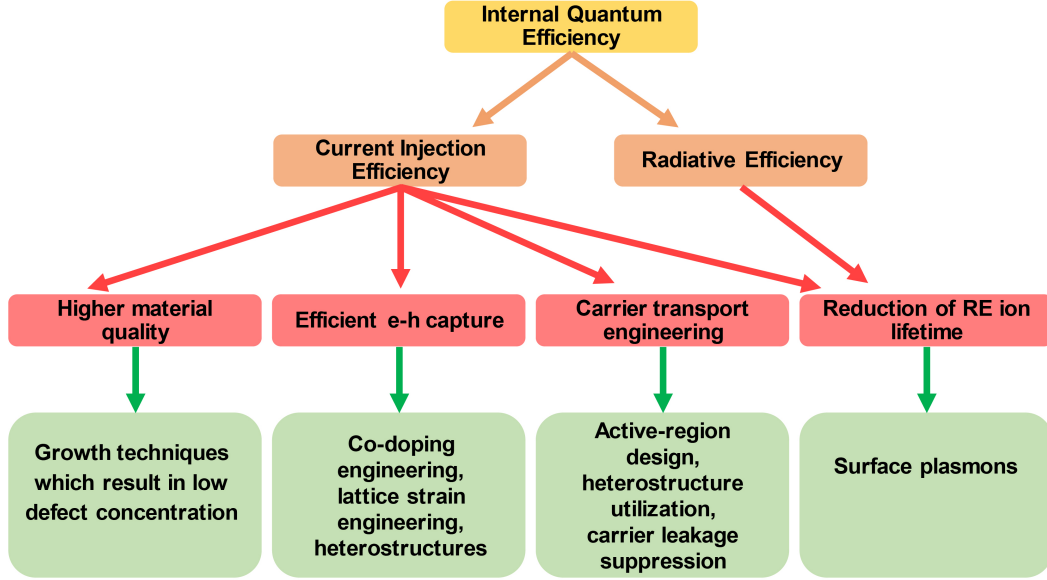 Internal Quantum
Efficiency
Current Injection
Efficiency
Radiative Efficiency
Higher material
quality
Efficient e-h capture
Carrier transport
engineering
Reduction of RE ion
lifetime
Growth techniques
which result in low
defect concentration
Co-doping
engineering,
lattice strain
engineering,
heterostructures
Active-region
design,
heterostructure
utilization,
carrier leakage
suppression
Surface plasmons